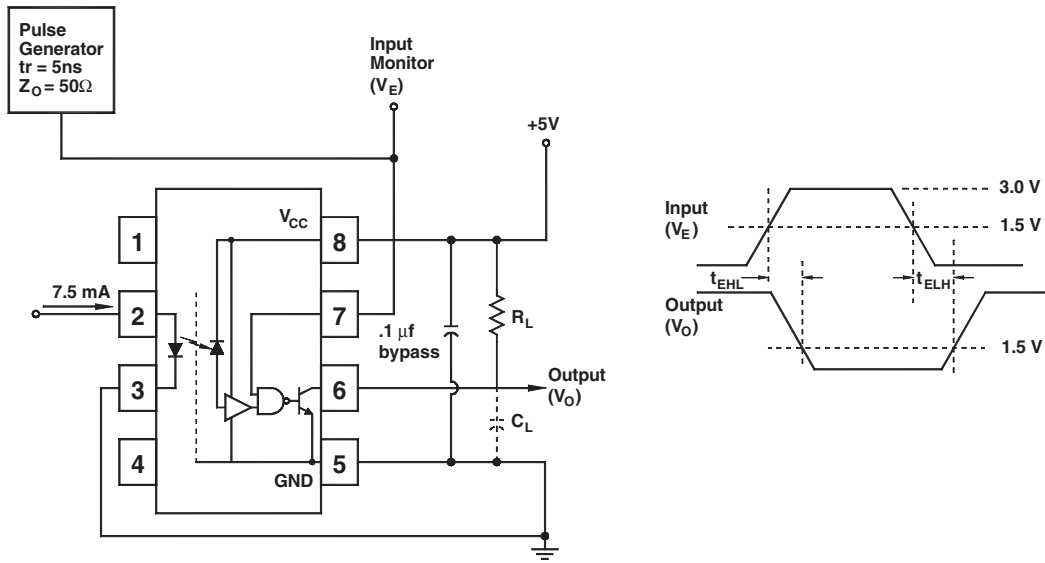 Pulse
Generator
tr = 5ns
ZO = 50Ω
Input
Monitor
(VE)
+5V
VCC
1
8
7.5 mA
2
7
.1 μf
bypass
RL
3
6
Output
(VO)
CL
4
5
GND
Input
(VE)
3.0 V
1.5 V
tEHL
tELH
Output
(VO)
1.5 V